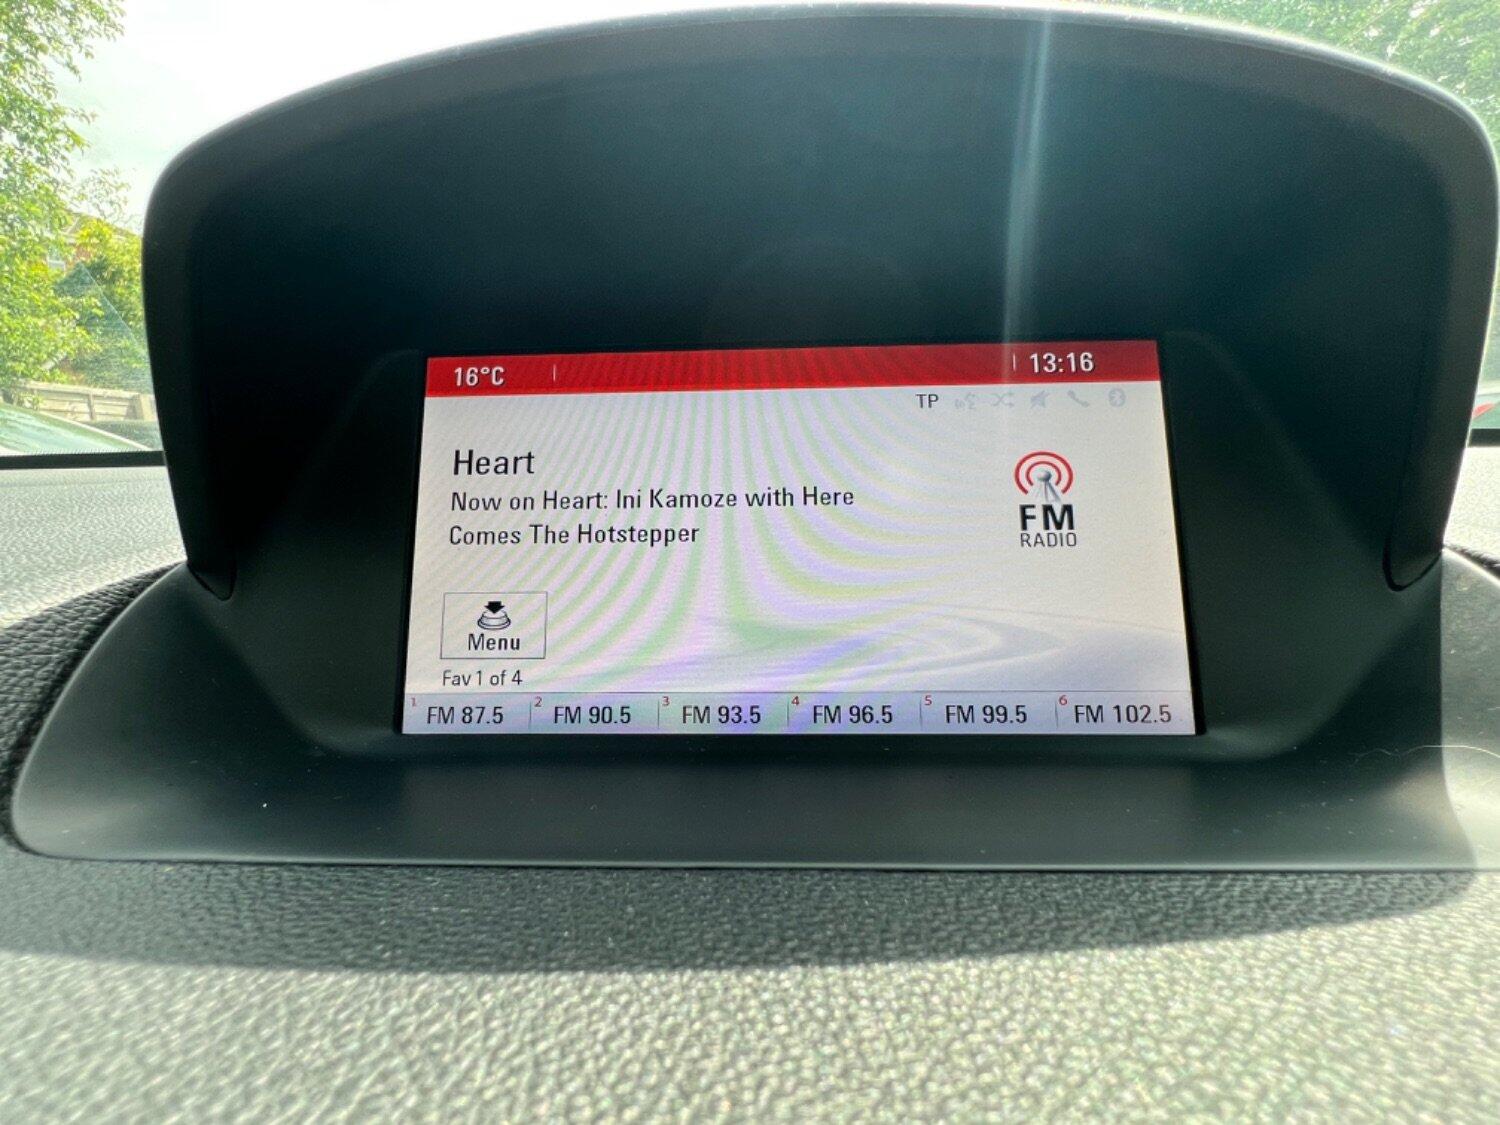 16°C 13:16
TP
Heart
Now on Heart: Ini Kamoze with Here
Comes The Hotstepper
FM
RADIO
Menu
Fav 1 of 4
1 FM 87.5 2 FM 90.5 3 FM 93.5 4 FM 96.5 5 FM 99.5 6 FM 102.5